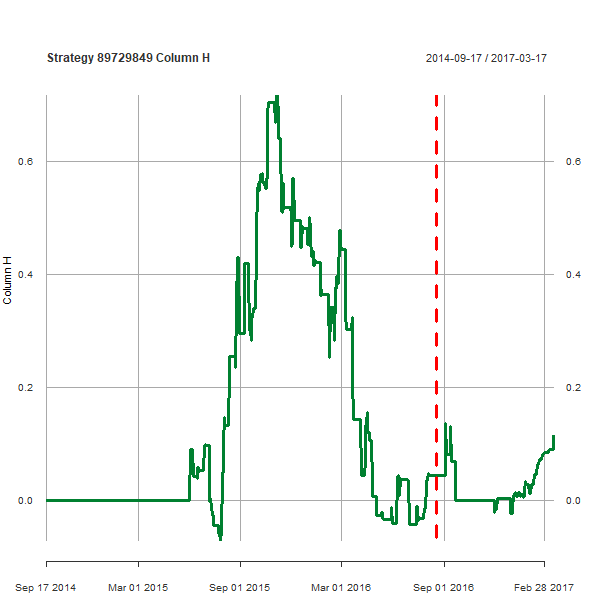 Strategy 89729849 Column H
2014-09-17 / 2017-03-17
Column H
0.6
0.4
0.2
0.0
0.6
0.4
0.2
0.0
Sep 17 2014
Mar 01 2015
Sep 01 2015
Mar 01 2016
Sep 01 2016
Feb 28 2017